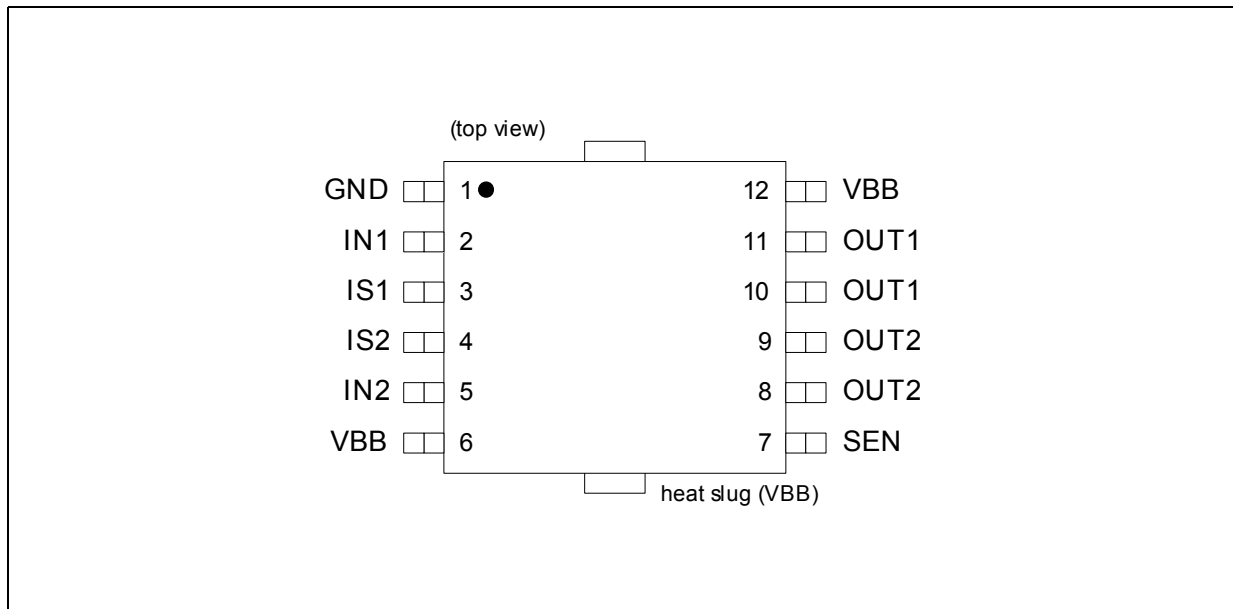 (top view)
GND 1 12 VBB
IN1 2 11 OUT1
IS1 3 10 OUT1
IS2 4 9 OUT2
IN2 5 8 OUT2
VBB 6 7 SEN
heat slug (VBB)